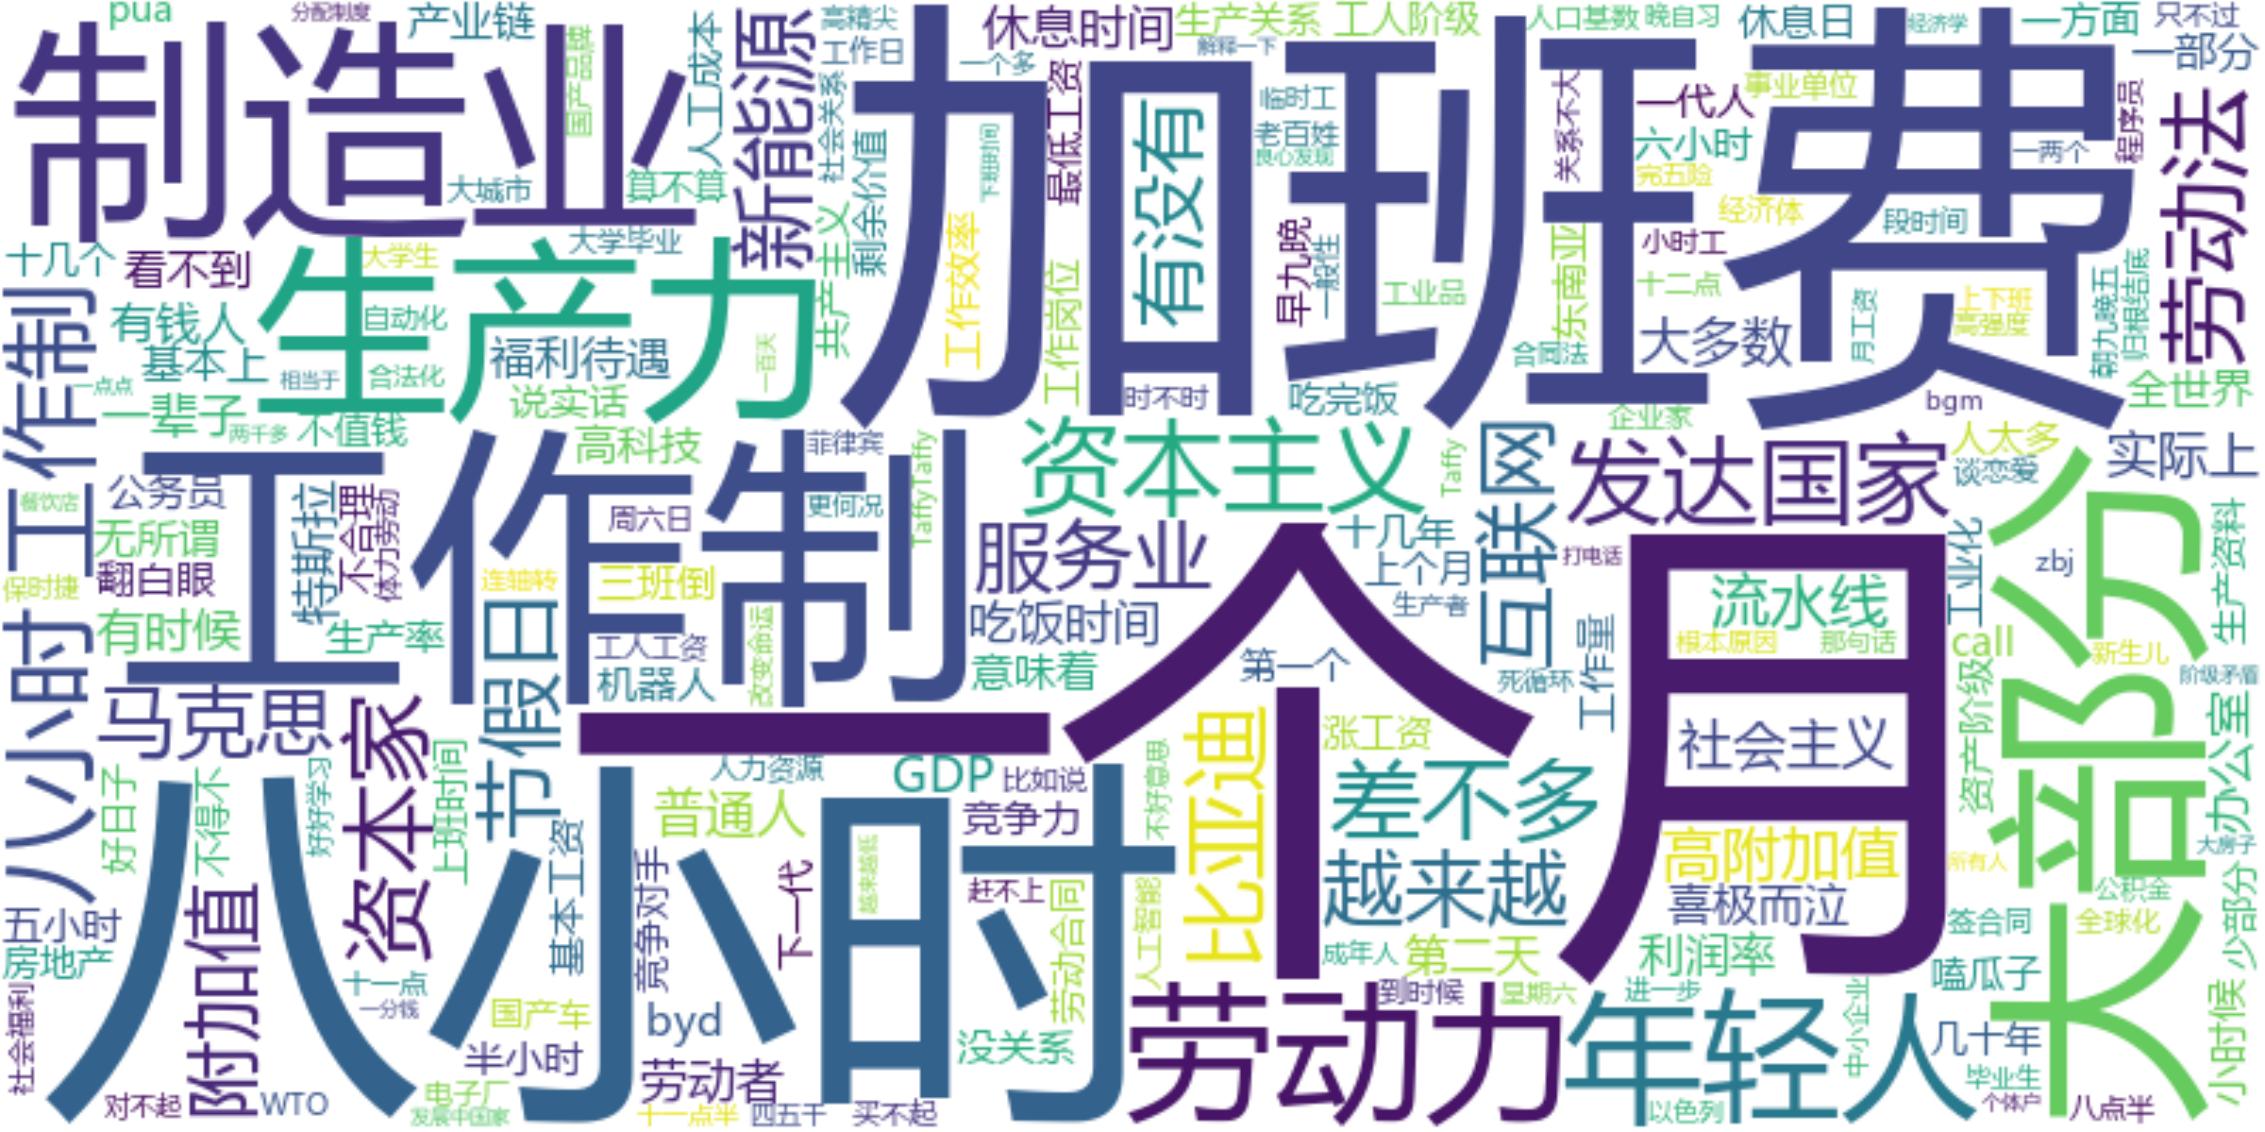 pua
分配制度
产业链
国产品牌
人工成本
高精尖
工作日
休息时间
生产关系
工人阶级
人口基数
晚自习
休息日
经济学
一方面
只不过
一部分
制造业
新能源
社会关系
一个多
解释一下
最低工资
加班费
有没有
临时工
老百姓
良心发现
关系不大
一代人
六小时
完五险
事业单位
一两个
程序员
劳动法
大城市
算不算
下班时间
剩余价值
共产主义
工作效率
工作岗位
早九晚
一般性
工业品
东南亚
小时工
十二点
经济体
段时间
上下班
高强度
月工资
朝九晚五
归根结底
十几个
看不到
大学生
大学毕业
生产力
有钱人
自动化
基本上
相当于
合法化
福利待遇
一百天
一点点
一辈子
两千多
不值钱
说实话
时不时
吃完饭
合同法
大多数
企业家
bgm
全世界
工作制
八小时
高科技
菲律宾
TaffyTaffy
资本主义
Taffy
互联网
发达国家
人太多
谈恋爱
实际上
公务员
餐饮店
特斯拉
不合理
体力劳动
工作制
周六日
更何况
服务业
十几年
上个月
打电话
工业化
大部分
生产资料
zbj
无所谓
保时捷
翻白眼
连轴转
三班倒
节假日
吃饭时间
生产者
流水线
有时候
生产率
工人工资
机器人
改变命运
意味着
第一个
死循环
工作量
根本原因
那句话
call
新生儿
阶级矛盾
马克思
资本家
一个月
比亚迪
涨工资
社会主义
资产阶级
办公室
好日子
不得不
好好学习
上班时间
人力资源
GDP
比如说
不好意思
差不多
大房子
八小时
普通人
竞争力
高附加值
所有人
基本工资
竞争对手
下一代
越来越低
赶不上
劳动合同
人工智能
越来越
喜极而泣
公积金
少部分
五小时
房地产
附加值
签合同
全球化
十一点
一分钱
成年人
第二天
利润率
嗑瓜子
社会福利
国产车
byd
到时候
星期六
进一步
中小企业
小时候
半小时
没关系
劳动力
年轻人
几十年
劳动者
毕业生
对不起
WTO
电子厂
发展中国家
十一点半
四五千
买不起
以色列
个体户
八点半